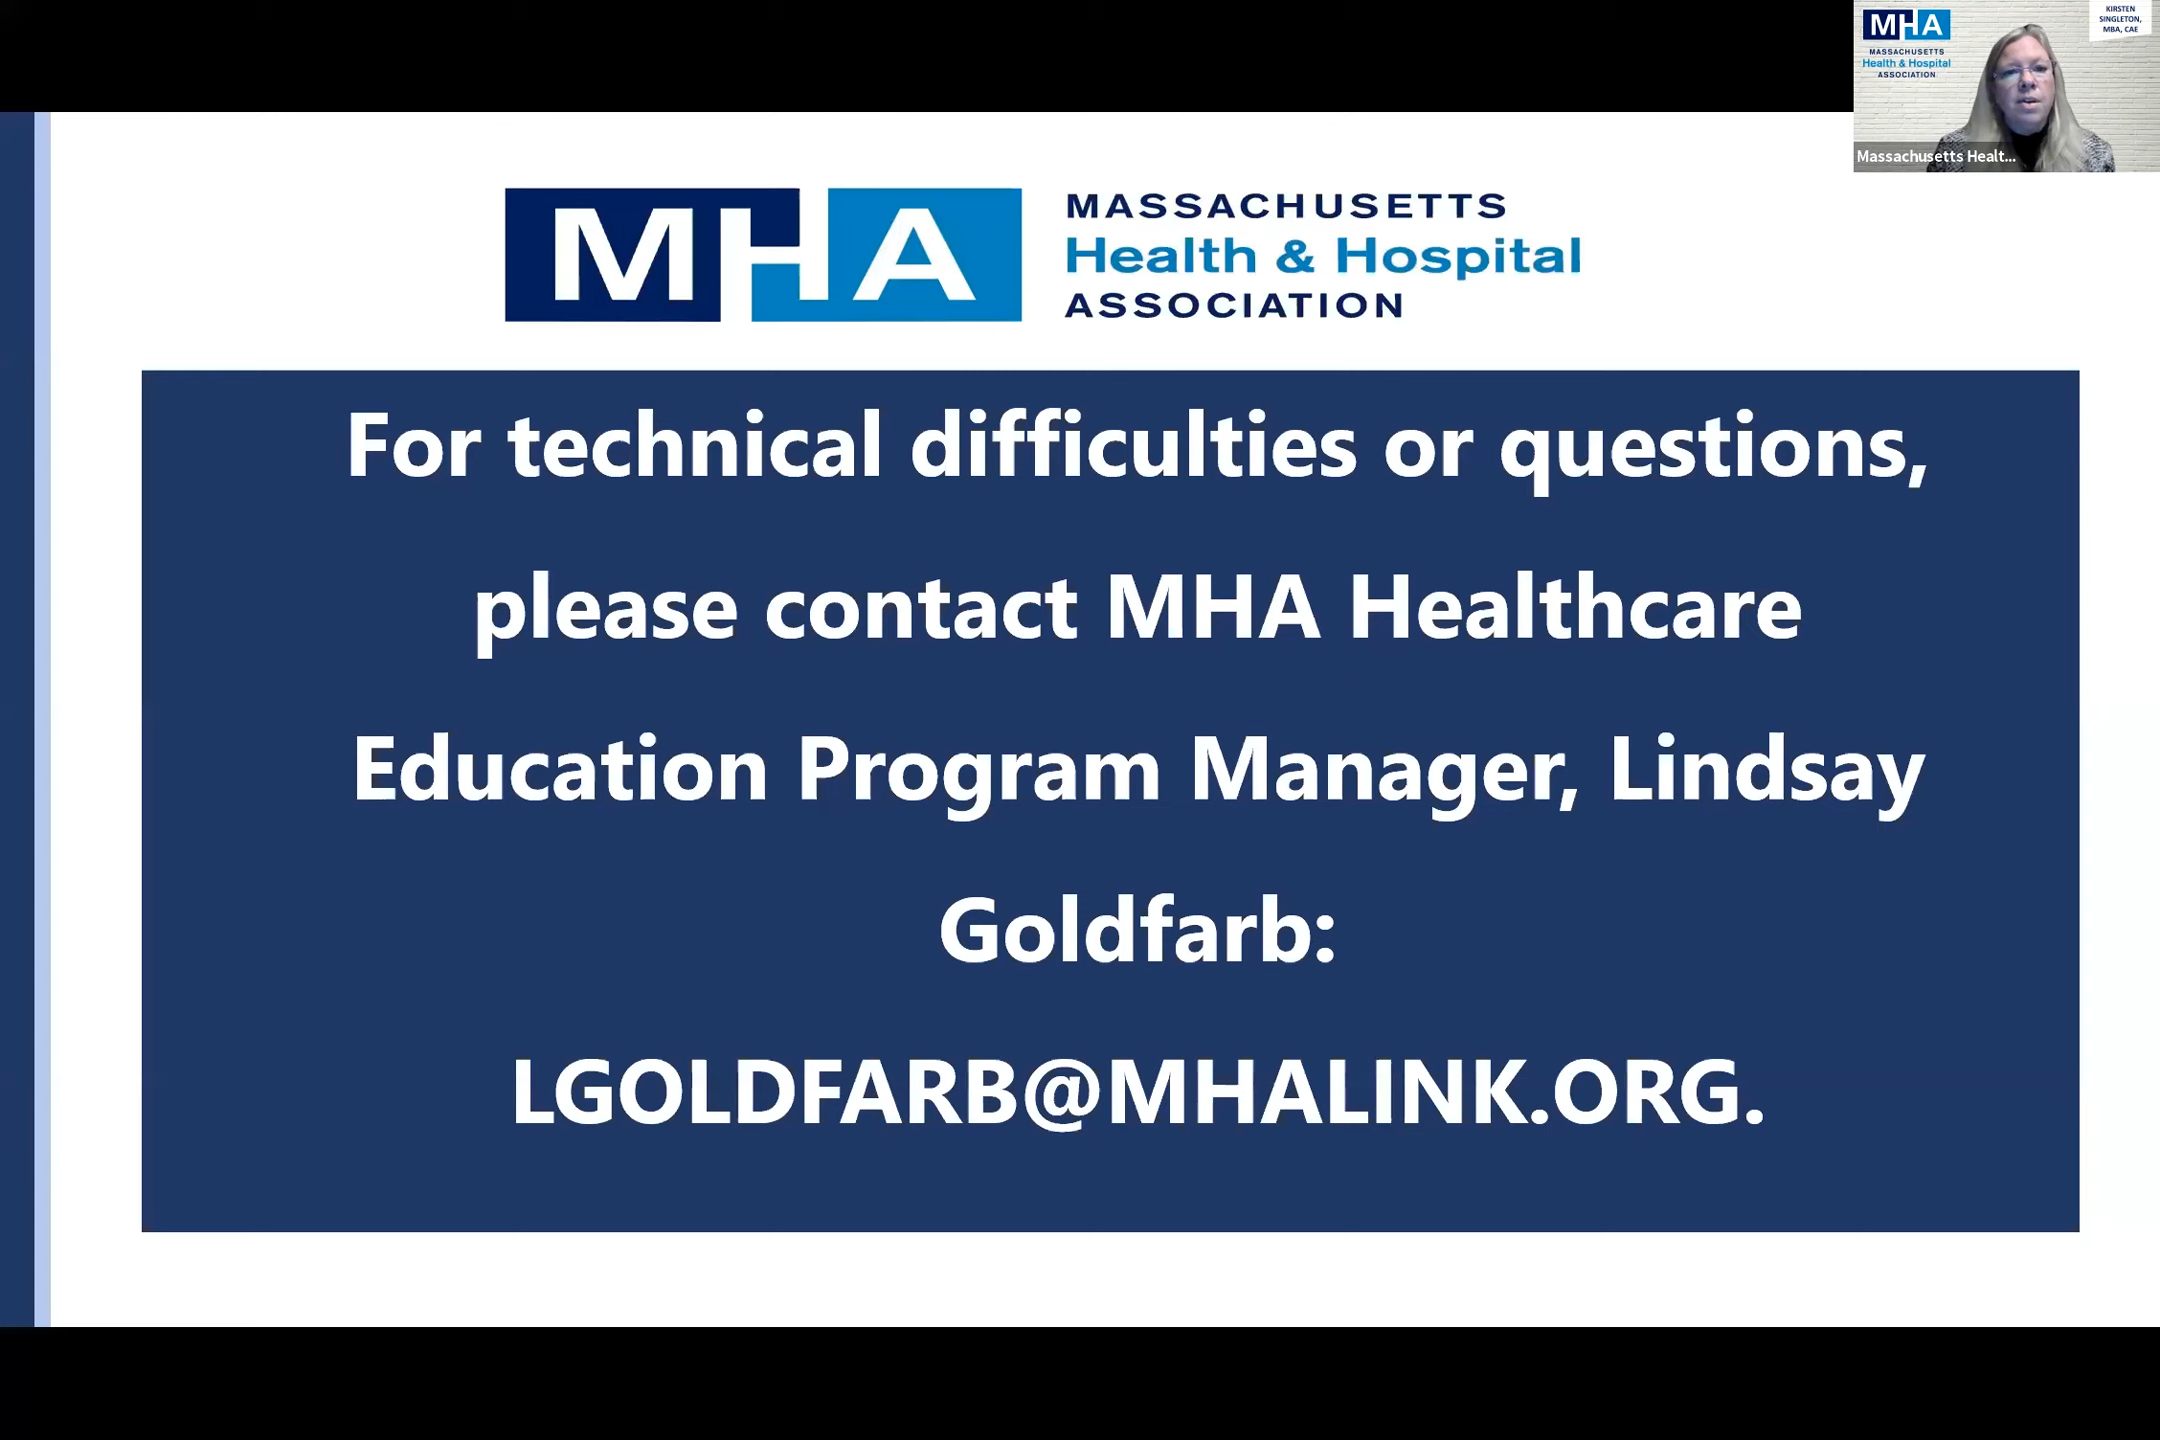 MHA
MASSACHUSETTS
Health & Hospital
ASSOCIATION
KIRSTEN
SINGLETON,
MBA, CAE
Massachusetts Healt...
MHA
MASSACHUSETTS
Health & Hospital
ASSOCIATION
For technical difficulties or questions,
please contact MHA Healthcare
Education Program Manager, Lindsay
Goldfarb:
LGOLDFARB@MHALINK.ORG.